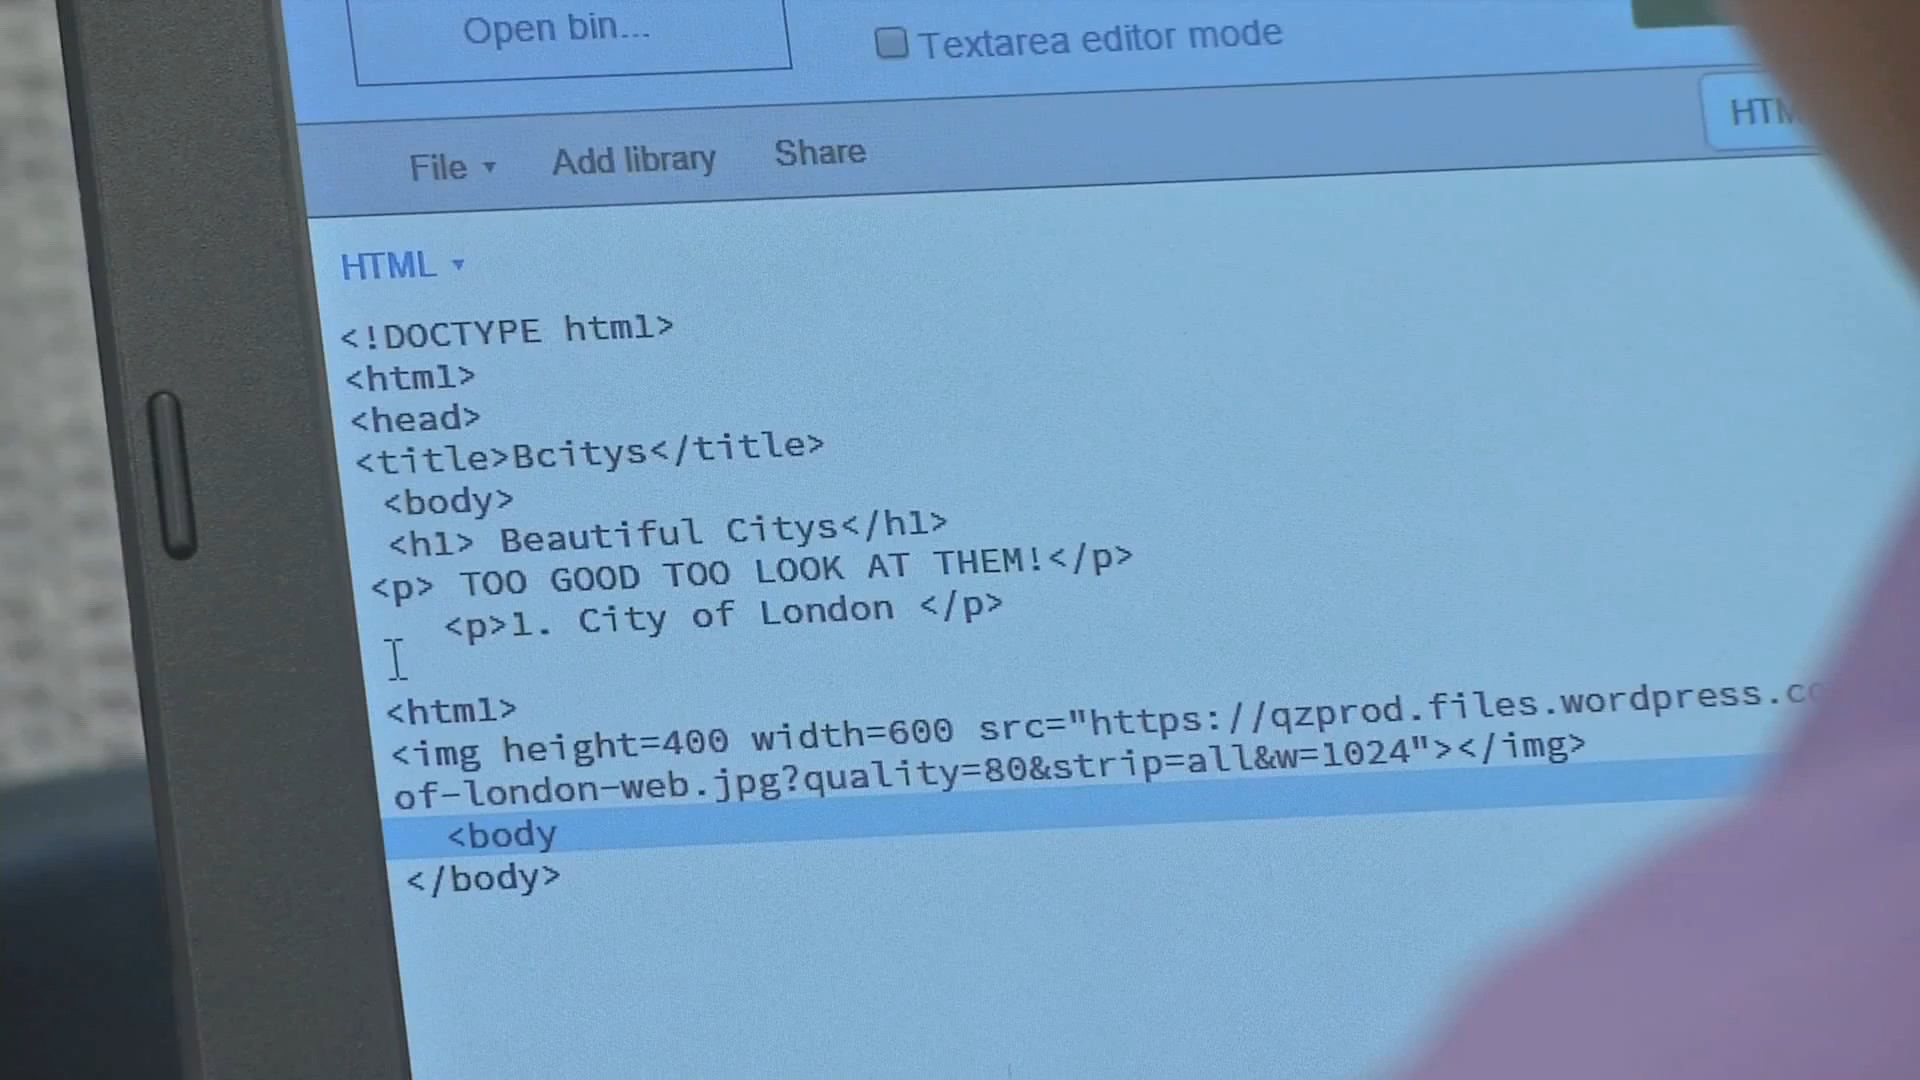 Open bin...
Textarea editor mode
File ▾ Add library Share
HTML ▾
<!DOCTYPE html>
<html>
<head>
<title>Bcitys</title>
<body>
<h1> Beautiful Citys</h1>
<p> TOO GOOD TOO LOOK AT THEM!</p>
<p>1. City of London </p>
<html>
<img height=400 width=600 src="https://qzprod.files.wordpress.co
of-london-web.jpg?quality=80&strip=all&w=1024"></img>
<body
</body>